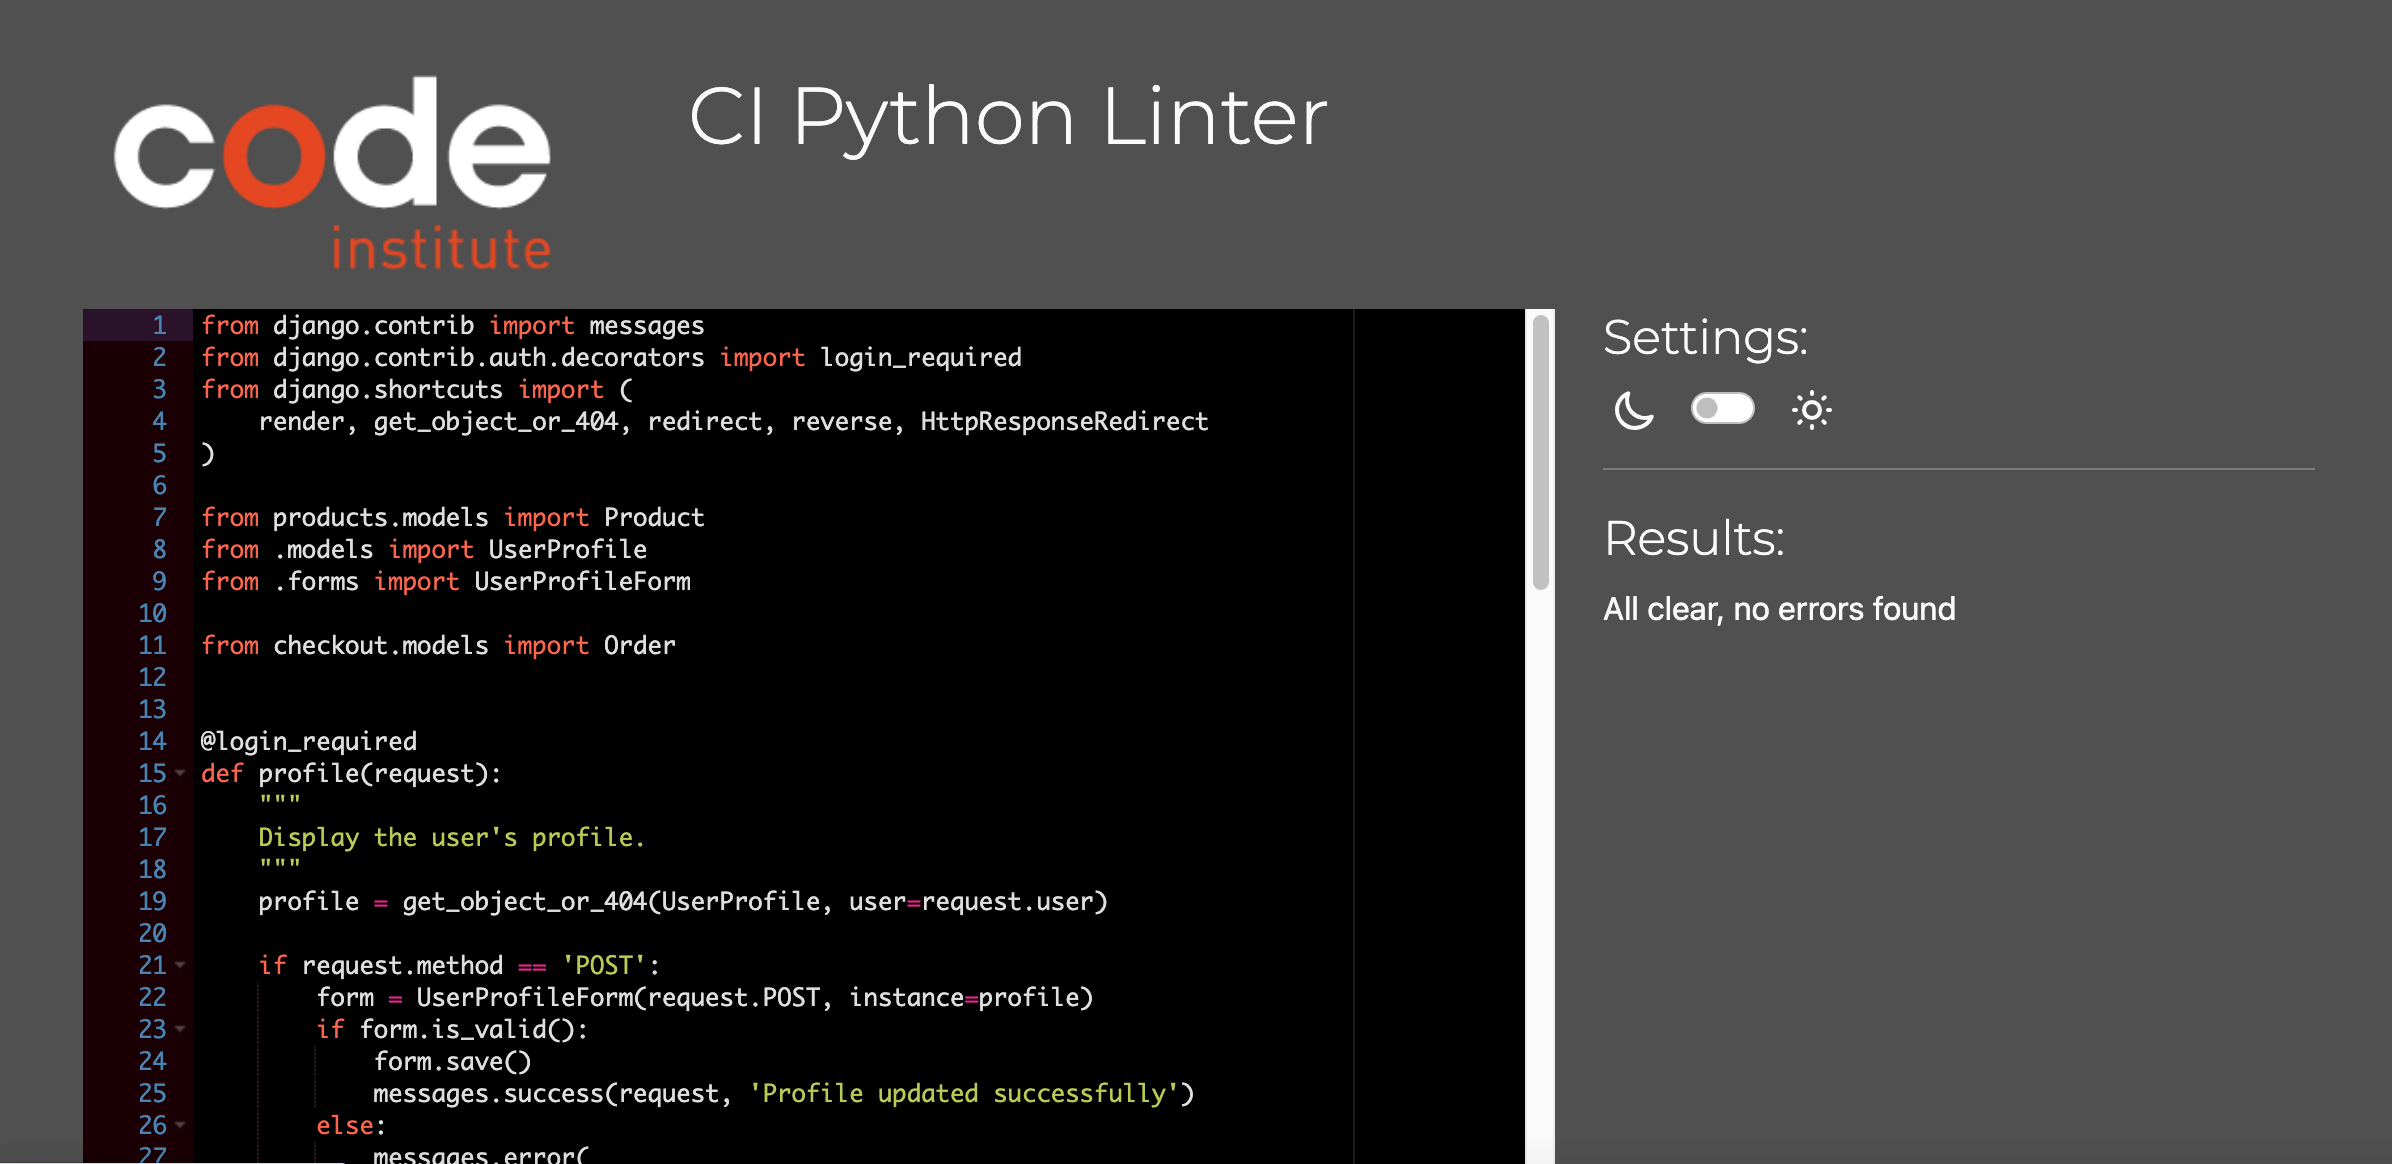 code
institute
CI Python Linter
1 from django.contrib import messages
2 from django.contrib.auth.decorators import login_required
3 from django.shortcuts import (
4     render, get_object_or_404, redirect, reverse, HttpResponseRedirect
5 )
6
7 from products.models import Product
8 from .models import UserProfile
9 from .forms import UserProfileForm
10
11 from checkout.models import Order
12
13
14 @login_required
15 def profile(request):
16     """
17     Display the user's profile.
18     """
19     profile = get_object_or_404(UserProfile, user=request.user)
20
21     if request.method == 'POST':
22         form = UserProfileForm(request.POST, instance=profile)
23         if form.is_valid():
24             form.save()
25             messages.success(request, 'Profile updated successfully')
26         else:
27             messages.error(
Settings:
Results:
All clear, no errors found